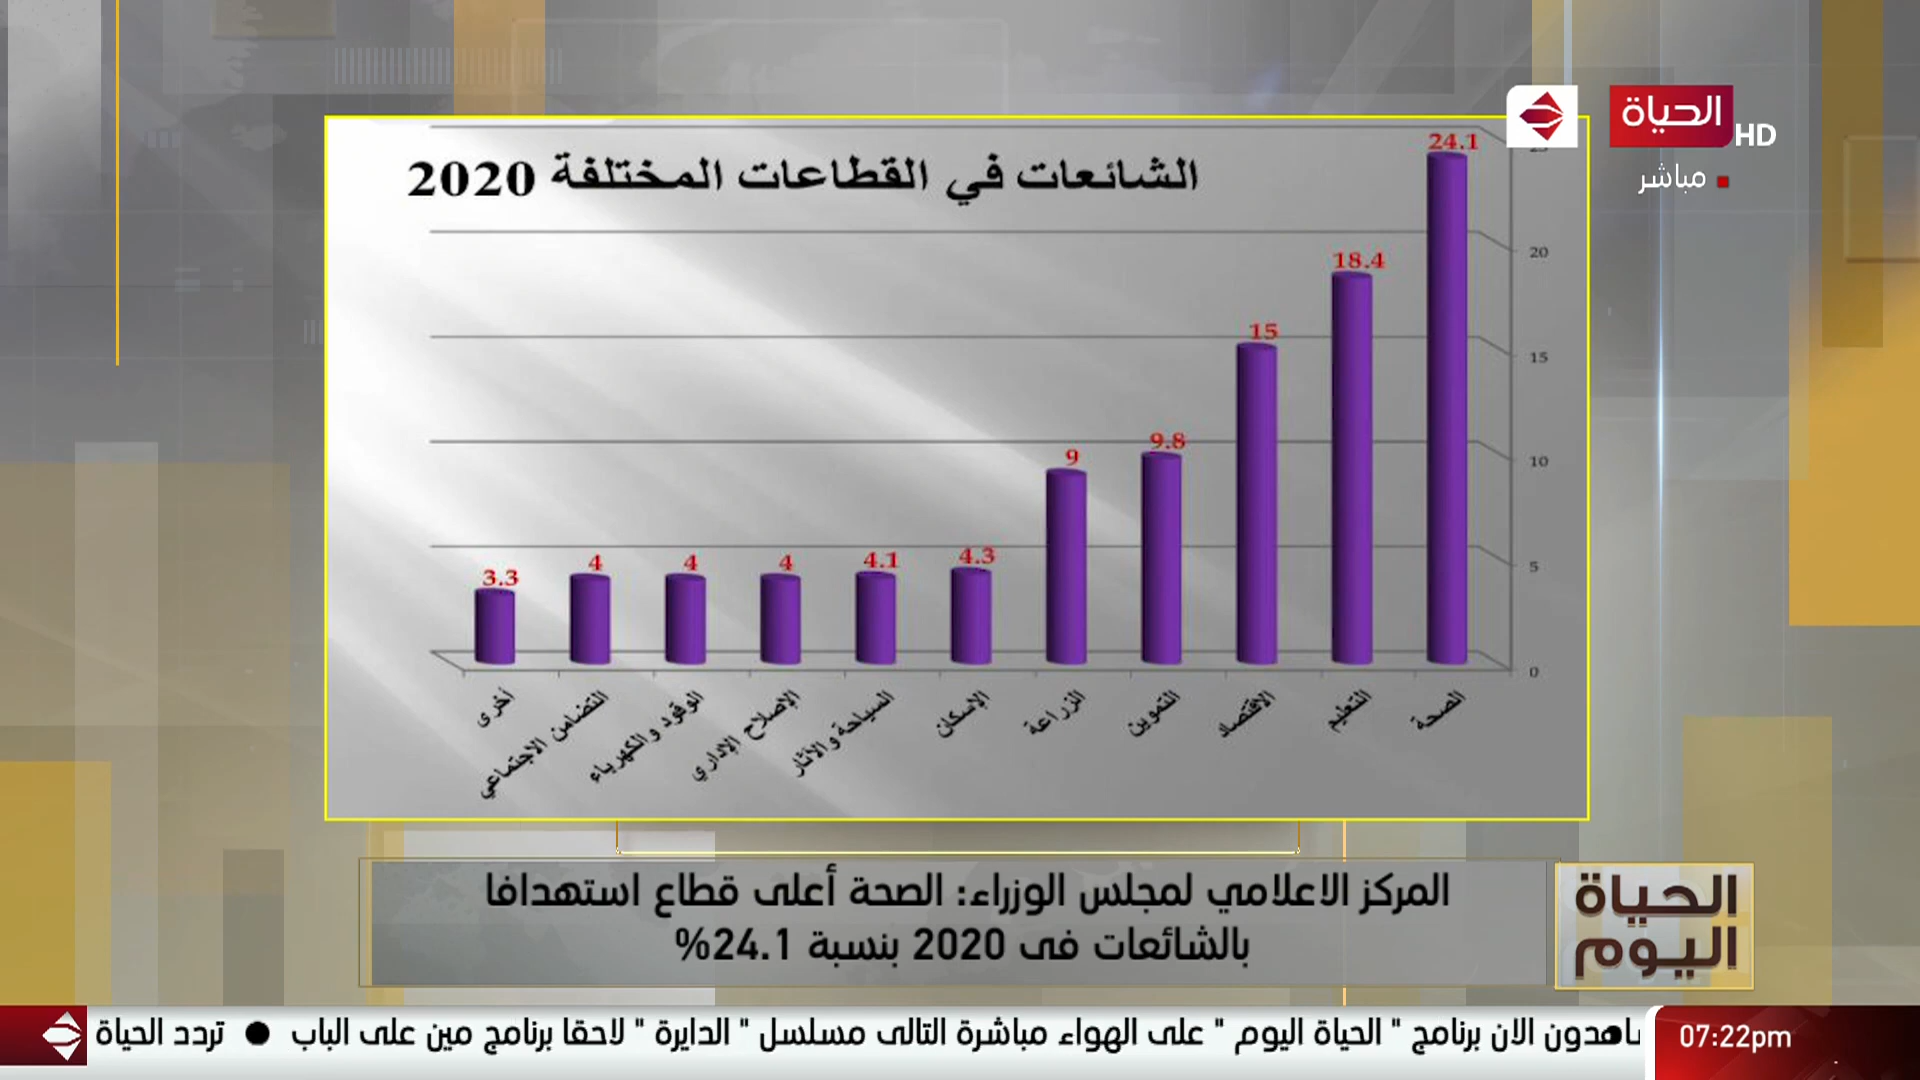 الحياة
HD
مباشر
الشائعات في القطاعات المختلفة 2020
24.1
18.4
15
9.8
9
4.3
4.1
4
4
4
3.3
20
15
10
5
0
الصحة
التعليم
الاقتصاد
التموين
الزراعة
الإسكان
السياحة والآثار
الإصلاح الإداري
الوقود والكهرباء
التضامن الاجتماعي
أخرى
المركز الاعلامي لمجلس الوزراء: الصحة أعلى قطاع استهدافا
بالشائعات فى 2020 بنسبة 24.1%
الحياة
اليوم
الان برنامج " الحياة اليوم " على الهواء مباشرة التالى مسلسل " الدايرة " لاحقا برنامج مين على الباب ● تردد الحياة
07:22pm